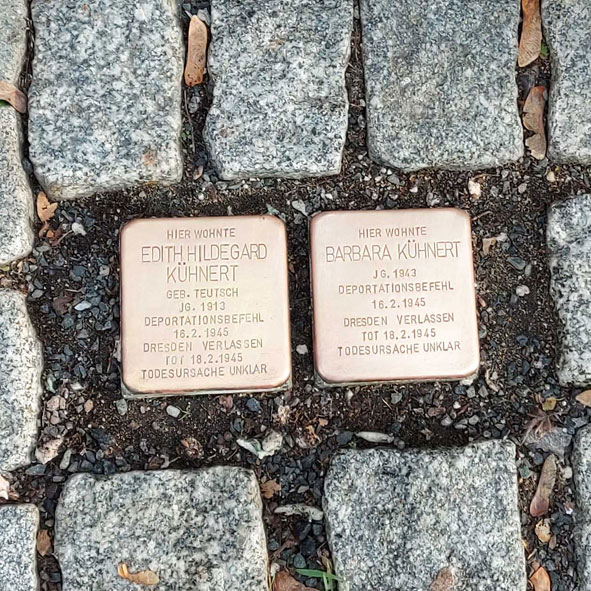 HIER WOHNTE
EDITH HILDEGARD
KÜHNERT
GEB. TEUTSCH
JG. 1913
DEPORTATIONSBEFEHL
16.2.1945
DRESDEN VERLASSEN
TOT 18.2.1945
TODESURSACHE UNKLAR
HIER WOHNTE
BARBARA KÜHNERT
JG. 1943
DEPORTATIONSBEFEHL
16.2.1945
DRESDEN VERLASSEN
TOT 18.2.1945
TODESURSACHE UNKLAR